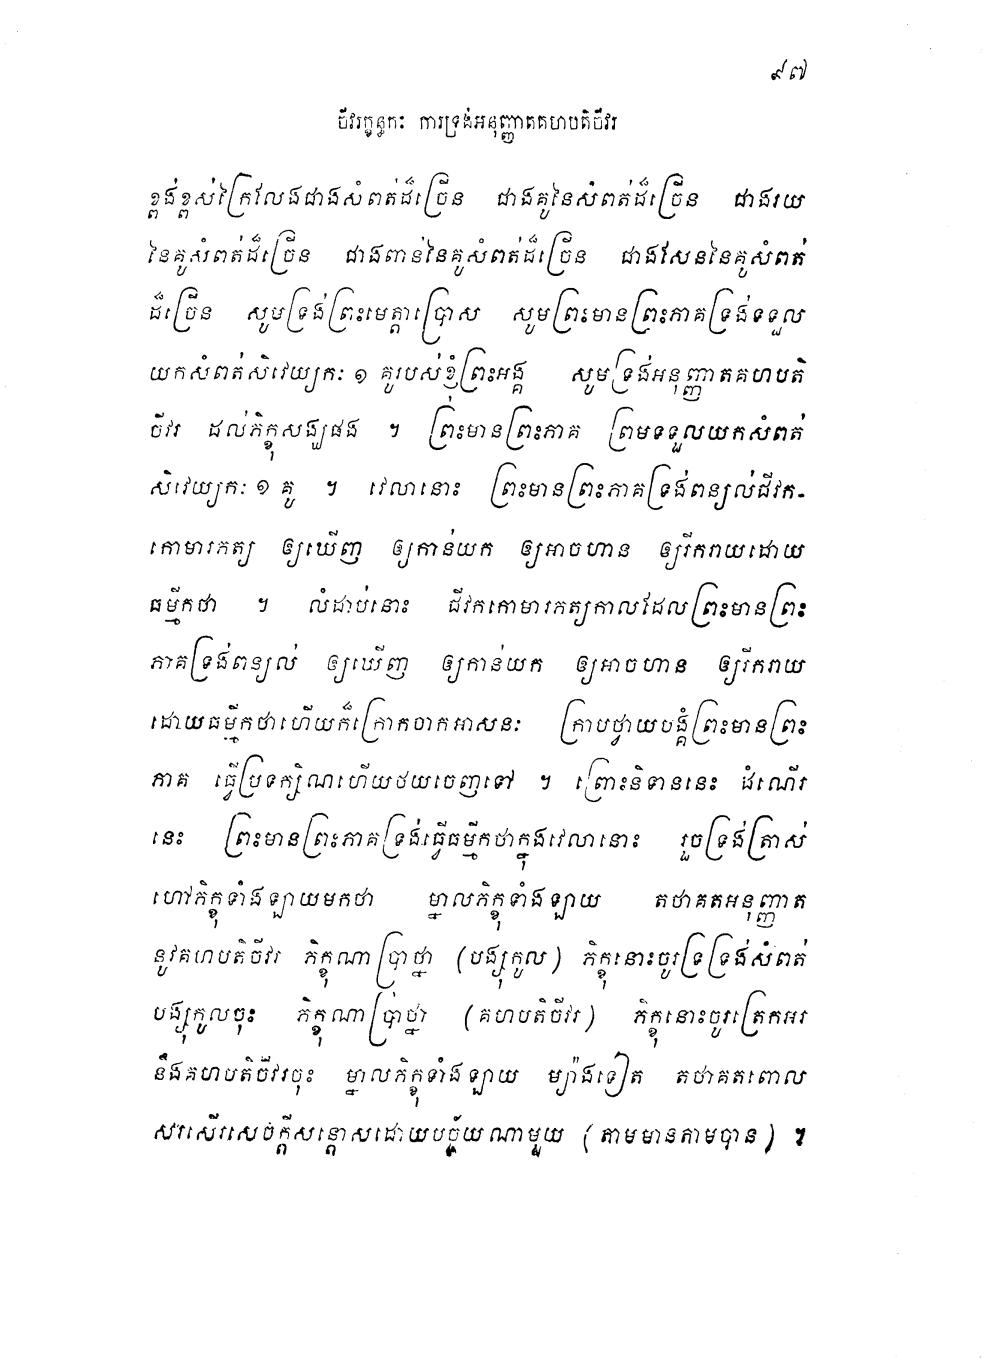 ៩៧
ចីវរក្ខន្ធកៈ ការទ្រង់អនុញ្ញាតគហបតិចីវរ
ខ្ពង់ខ្ពស់ក្រៃលែងជាងសំពត់ដ៏ច្រើន ជាងគូនៃសំពត់ដ៏ច្រើន ជាងរយ
នៃគូសំពត់ដ៏ច្រើន ជាងពាន់នៃគូសំពត់ដ៏ច្រើន ជាងសែននៃគូសំពត់
ដ៏ច្រើន សូមទ្រង់ព្រះមេត្តាប្រោស សូមព្រះមានព្រះភាគទ្រង់ទទួល
យកសំពត់សិវេយ្យកៈ ១ គូរបស់ខ្ញុំព្រះអង្គ សូមទ្រង់អនុញ្ញាតគហបតិ
ចីវរ ដល់ភិក្ខុសង្ឃផង ។ ព្រះមានព្រះភាគ ព្រមទទួលយកសំពត់
សិវេយ្យកៈ ១ គូ ។ វេលានោះ ព្រះមានព្រះភាគទ្រង់ពន្យល់ជីវក-
កោមារភត្យ ឲ្យឃើញ ឲ្យកាន់យក ឲ្យអាចហាន ឲ្យរីករាយដោយ
ធម្មីកថា ។ លំដាប់នោះ ជីវកកោមារភត្យកាលដែលព្រះមានព្រះ
ភាគទ្រង់ពន្យល់ ឲ្យឃើញ ឲ្យកាន់យក ឲ្យអាចហាន ឲ្យរីករាយ
ដោយធម្មីកថាហើយក៏ក្រោកចាកអាសនៈ ក្រាបថ្វាយបង្គំព្រះមានព្រះ
ភាគ ធ្វើប្រទក្សិណហើយថយចេញទៅ ។ ព្រោះនិទាននេះ ដំណើរ
នេះ ព្រះមានព្រះភាគទ្រង់ធ្វើធម្មីកថាក្នុងវេលានោះ រួចទ្រង់ត្រាស់
ហៅភិក្ខុទាំងឡាយមកថា ម្នាលភិក្ខុទាំងឡាយ តថាគតអនុញ្ញាត
នូវគហបតិចីវរ ភិក្ខុណាប្រាថ្នា (បង្សុកូល) ភិក្ខុនោះចូរទ្រទ្រង់សំពត់
បង្សុកូលចុះ ភិក្ខុណាប្រាថ្នា (គហបតិចីវរ) ភិក្ខុនោះចូរត្រេកអរ
នឹងគហបតិចីវរចុះ ម្នាលភិក្ខុទាំងឡាយ ម្យ៉ាងទៀត តថាគតពោល
សរសើរសេចក្តីសន្តោសដោយបច្ច័យណាមួយ (តាមមានតាមបាន) ។